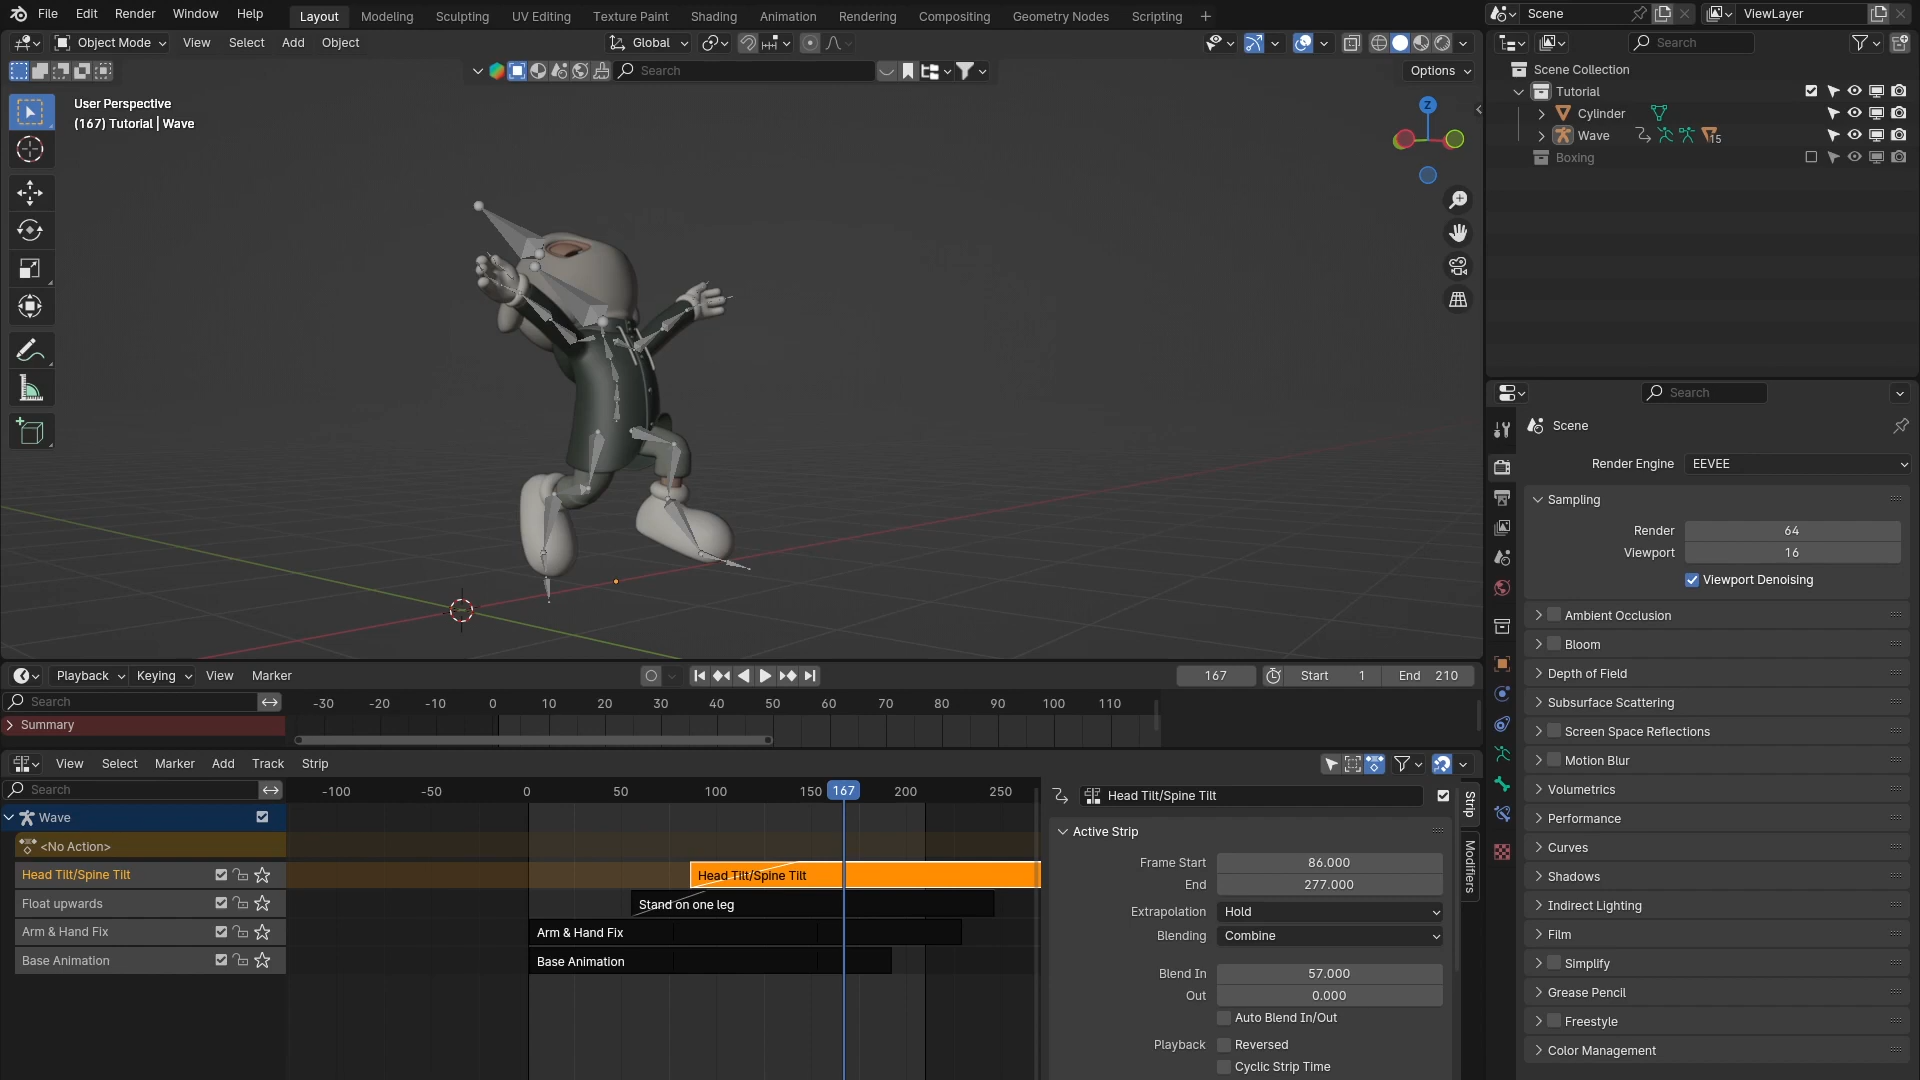 File Edit Render Window Help Layout Modeling Sculpting UV Editing Texture Paint Shading Animation Rendering Compositing Geometry Nodes Scripting + Scene ViewLayer
Object Mode View Select Add Object Global Search
Search Options
User Perspective
(167) Tutorial | Wave
Z
Scene Collection
Tutorial
Cylinder
Wave 15
Boxing
Search
Scene
Render Engine EEVEE
Sampling
Render 64
Viewport 16
Viewport Denoising
Ambient Occlusion
Bloom
Depth of Field
Subsurface Scattering
Screen Space Reflections
Motion Blur
Volumetrics
Performance
Curves
Shadows
Indirect Lighting
Film
Simplify
Grease Pencil
Freestyle
Color Management
Playback Keying View Marker 167 Start 1 End 210
Search -30 -20 -10 0 10 20 30 40 50 60 70 80 90 100 110
Summary
View Select Marker Add Track Strip
Search -100 -50 0 50 100 150 167 200 250
Wave
<No Action>
Head Tilt/Spine Tilt Head Tilt/Spine Tilt
Float upwards Stand on one leg
Arm & Hand Fix Arm & Hand Fix
Base Animation Base Animation
Head Tilt/Spine Tilt
Strip
Modifiers
Active Strip
Frame Start 86.000
End 277.000
Extrapolation Hold
Blending Combine
Blend In 57.000
Out 0.000
Auto Blend In/Out
Playback Reversed
Cyclic Strip Time